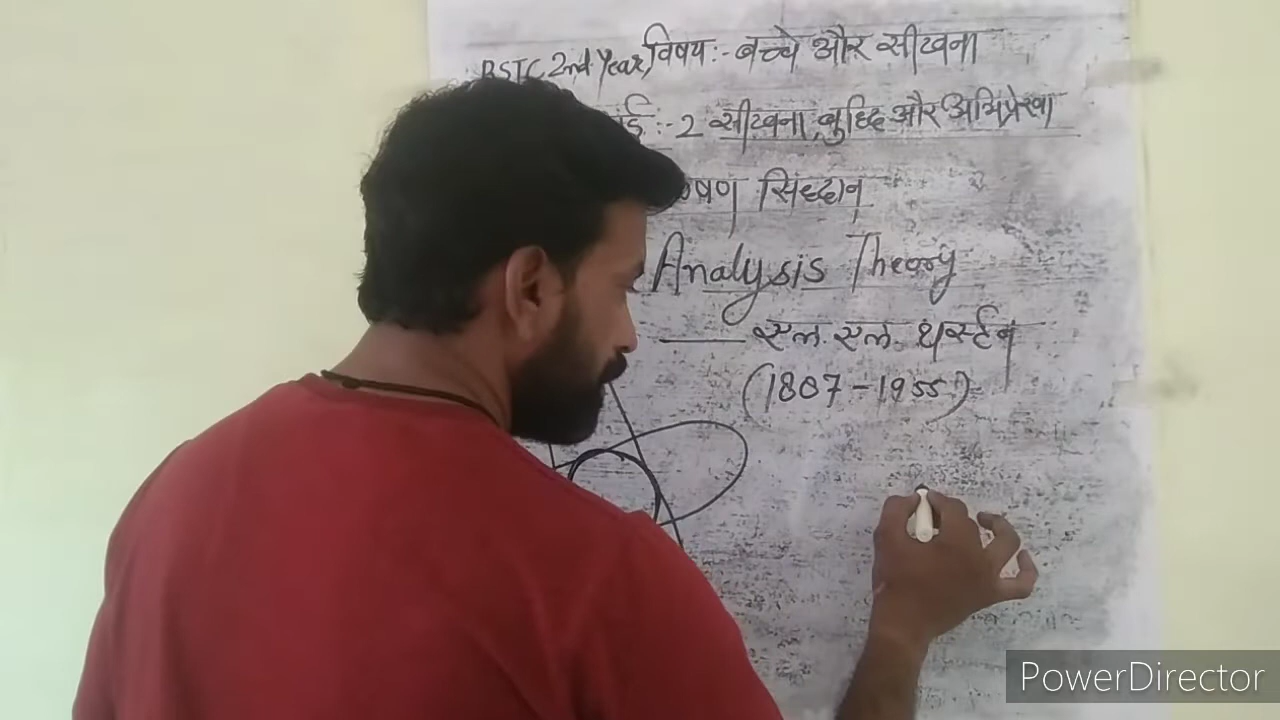 BSTC 2nd Year, विषय :- बच्चे और सीखना
:- 2 सीखना, बुध्दि और अभिप्रेरणा
सिध्दान्त
Analysis Theory
— एल. एल. थर्स्टन
(1887 - 1955)
PowerDirector